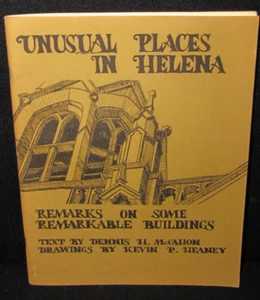 UNUSUAL PLACES
IN HELENA
REMARKS ON SOME
REMARKABLE BUILDINGS
TEXT BY DENNIS H. McCAHON
DRAWINGS BY KEVIN P. HEANEY